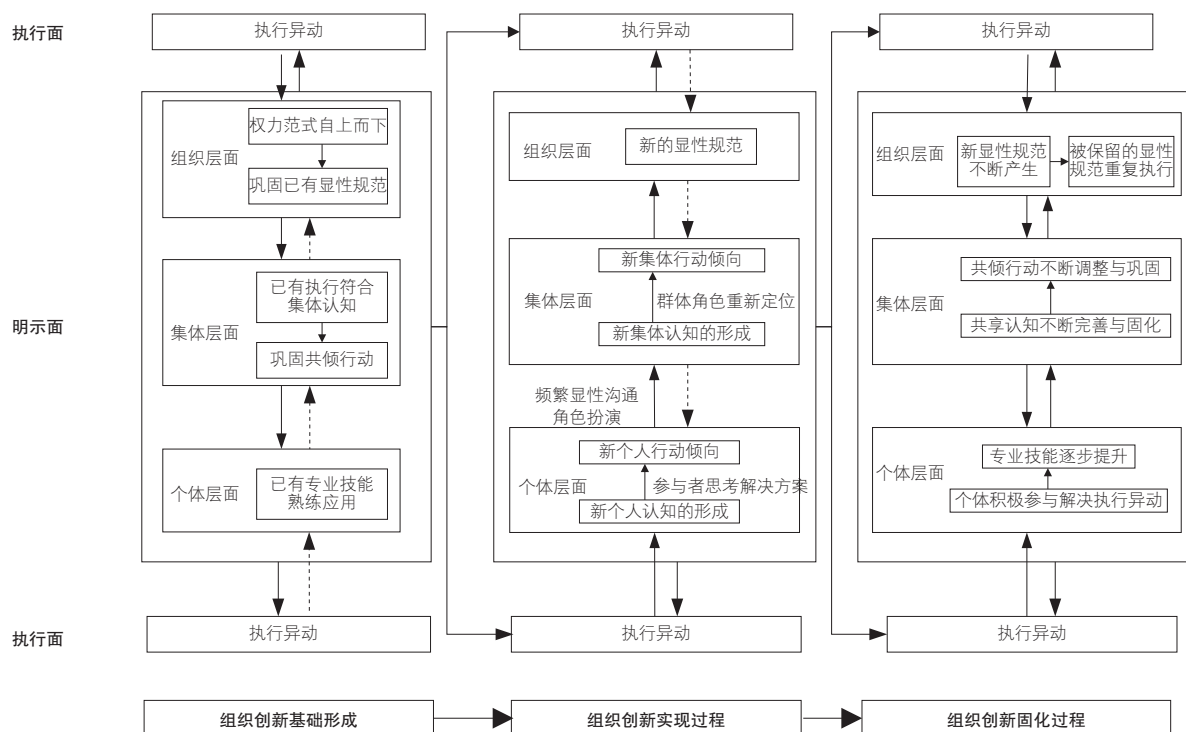 执行面
执行异动
执行异动
执行异动
明示面
组织层面
权力范式自上而下
巩固已有显性规范
集体层面
已有执行符合
集体认知
巩固共倾行动
个体层面
已有专业技能
熟练应用
组织层面
新的显性规范
集体层面
新集体行动倾向
群体角色重新定位
新集体认知的形成
频繁显性沟通
角色扮演
个体层面
新个人行动倾向
参与者思考解决方案
新个人认知的形成
组织层面
新显性规范
不断产生
被保留的显性
规范重复执行
集体层面
共倾行动不断调整与巩固
共享认知不断完善与固化
个体层面
专业技能逐步提升
个体积极参与解决执行异动
执行面
执行异动
执行异动
执行异动
组织创新基础形成
组织创新实现过程
组织创新固化过程